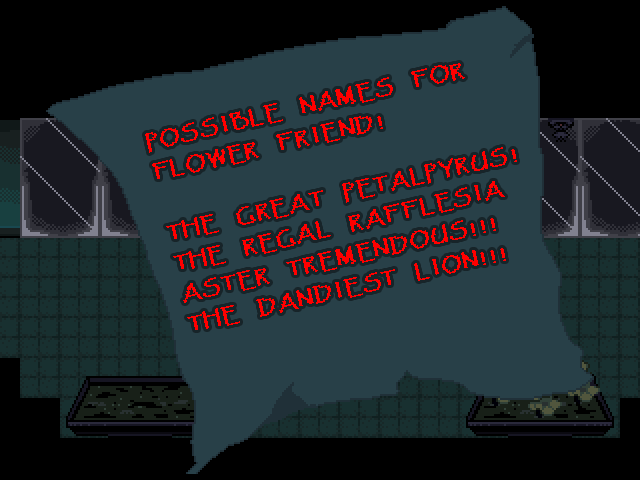 POSSIBLE NAMES FOR
FLOWER FRIEND!
THE GREAT PETALPYRUS!
THE REGAL RAFFLESIA
ASTER TREMENDOUS!!!
THE DANDIEST LION!!!